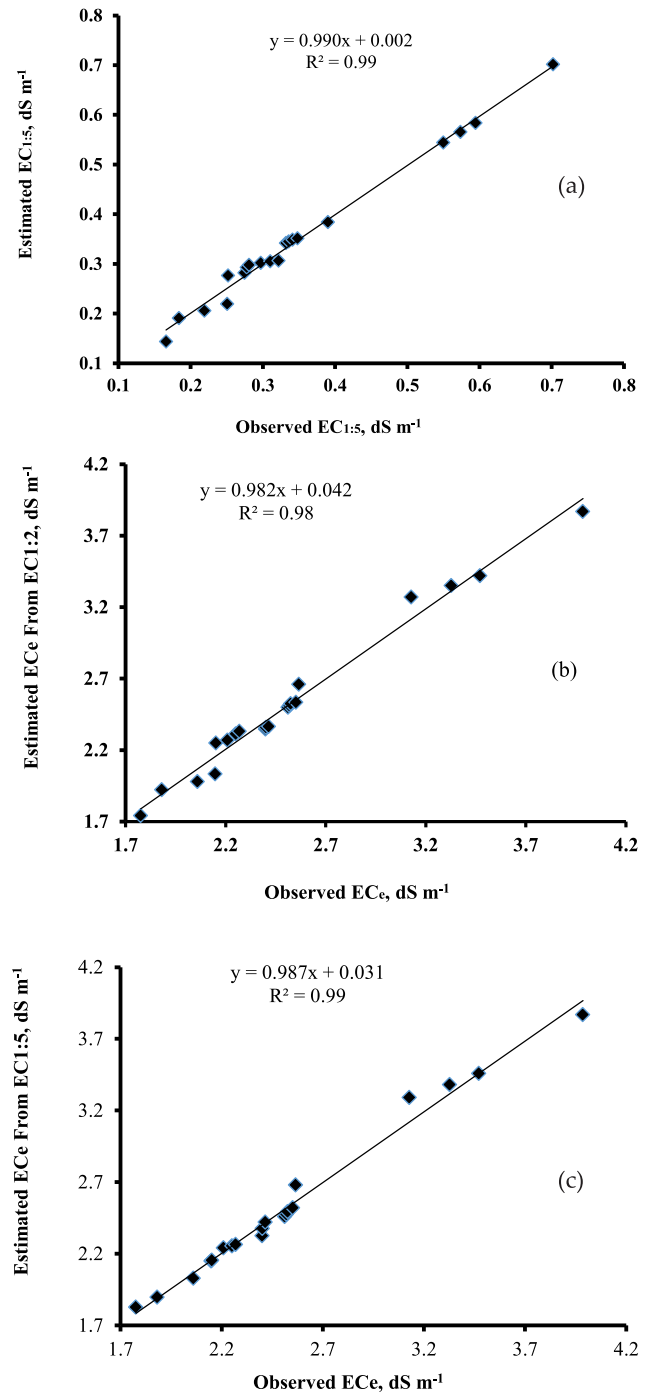 0.8
0.7
0.6
0.5
0.4
0.3
0.2
0.1
Estimated EC1:5, dS m-1
y = 0.990x + 0.002
R² = 0.99
(a)
0.1 0.2 0.3 0.4 0.5 0.6 0.7 0.8
Observed EC1:5, dS m-1
4.2
3.7
3.2
2.7
2.2
1.7
Estimated ECe From EC1:2, dS m-1
y = 0.982x + 0.042
R² = 0.98
(b)
1.7 2.2 2.7 3.2 3.7 4.2
Observed ECe, dS m-1
4.2
3.7
3.2
2.7
2.2
1.7
Estimated ECe From EC1:5, dS m-1
y = 0.987x + 0.031
R² = 0.99
(c)
1.7 2.2 2.7 3.2 3.7 4.2
Observed ECe, dS m-1